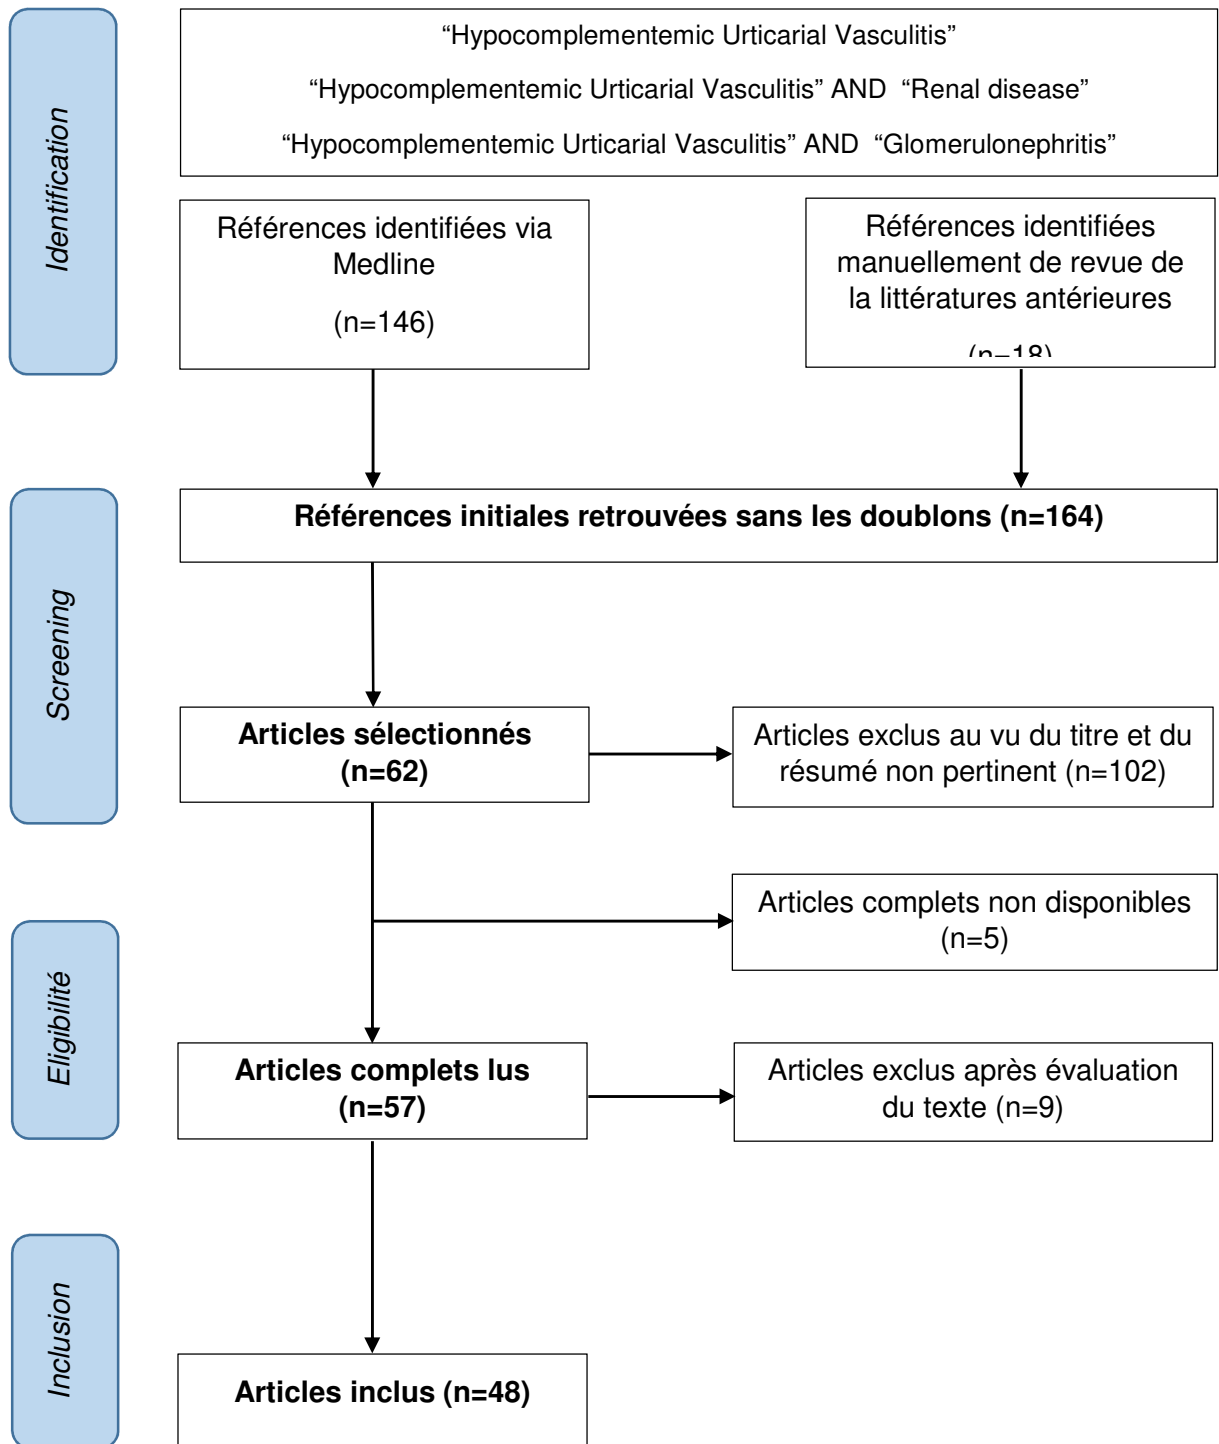 Identification
“Hypocomplementemic Urticarial Vasculitis”
“Hypocomplementemic Urticarial Vasculitis” AND “Renal disease”
“Hypocomplementemic Urticarial Vasculitis” AND “Glomerulonephritis”
Références identifiées via
Medline
(n=146)
Références identifiées
manuellement de revue de
la littératures antérieures
(n=18)
Screening
Références initiales retrouvées sans les doublons (n=164)
Articles sélectionnés
(n=62)
Articles exclus au vu du titre et du
résumé non pertinent (n=102)
Eligibilité
Articles complets non disponibles
(n=5)
Articles complets lus
(n=57)
Articles exclus après évaluation
du texte (n=9)
Inclusion
Articles inclus (n=48)